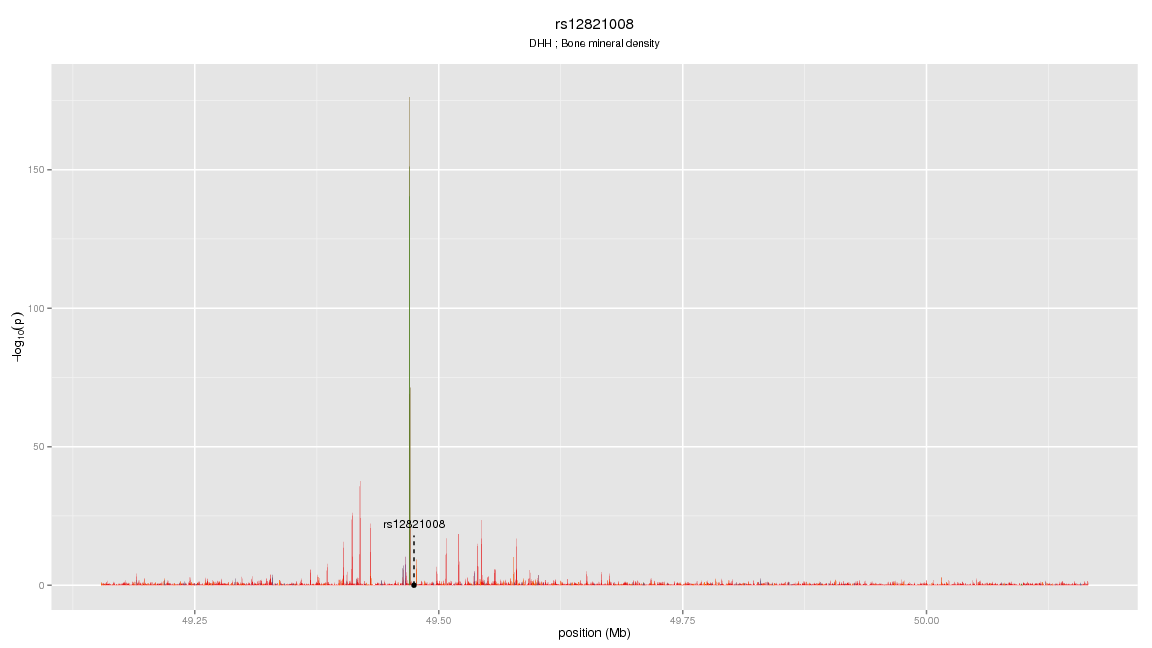 rs12821008
DHH ; Bone mineral density
150
100
50
0
−log10(p)
rs12821008
49.25
49.50
49.75
50.00
position (Mb)